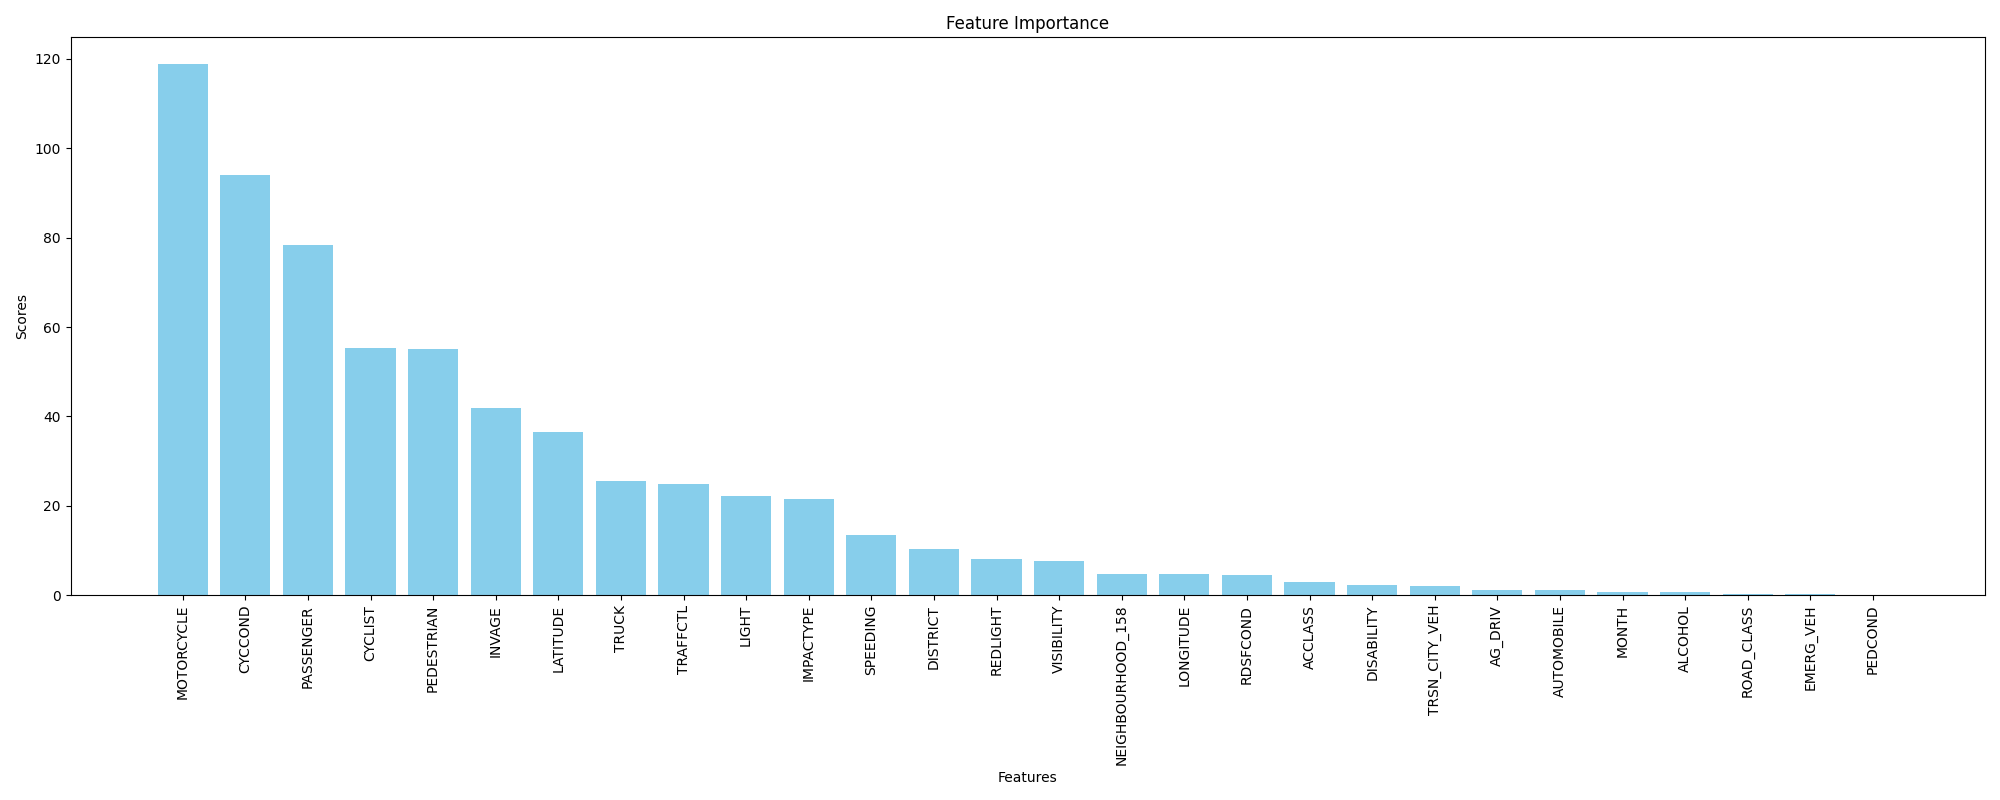 Feature Importance
Scores
120
100
80
60
40
20
0
MOTORCYCLE
CYCCOND
PASSENGER
CYCLIST
PEDESTRIAN
INVAGE
LATITUDE
TRUCK
TRAFFCTL
LIGHT
IMPACTYPE
SPEEDING
DISTRICT
REDLIGHT
VISIBILITY
NEIGHBOURHOOD_158
LONGITUDE
RDSFCOND
ACCLASS
DISABILITY
TRSN_CITY_VEH
AG_DRIV
AUTOMOBILE
MONTH
ALCOHOL
ROAD_CLASS
EMERG_VEH
PEDCOND
Features